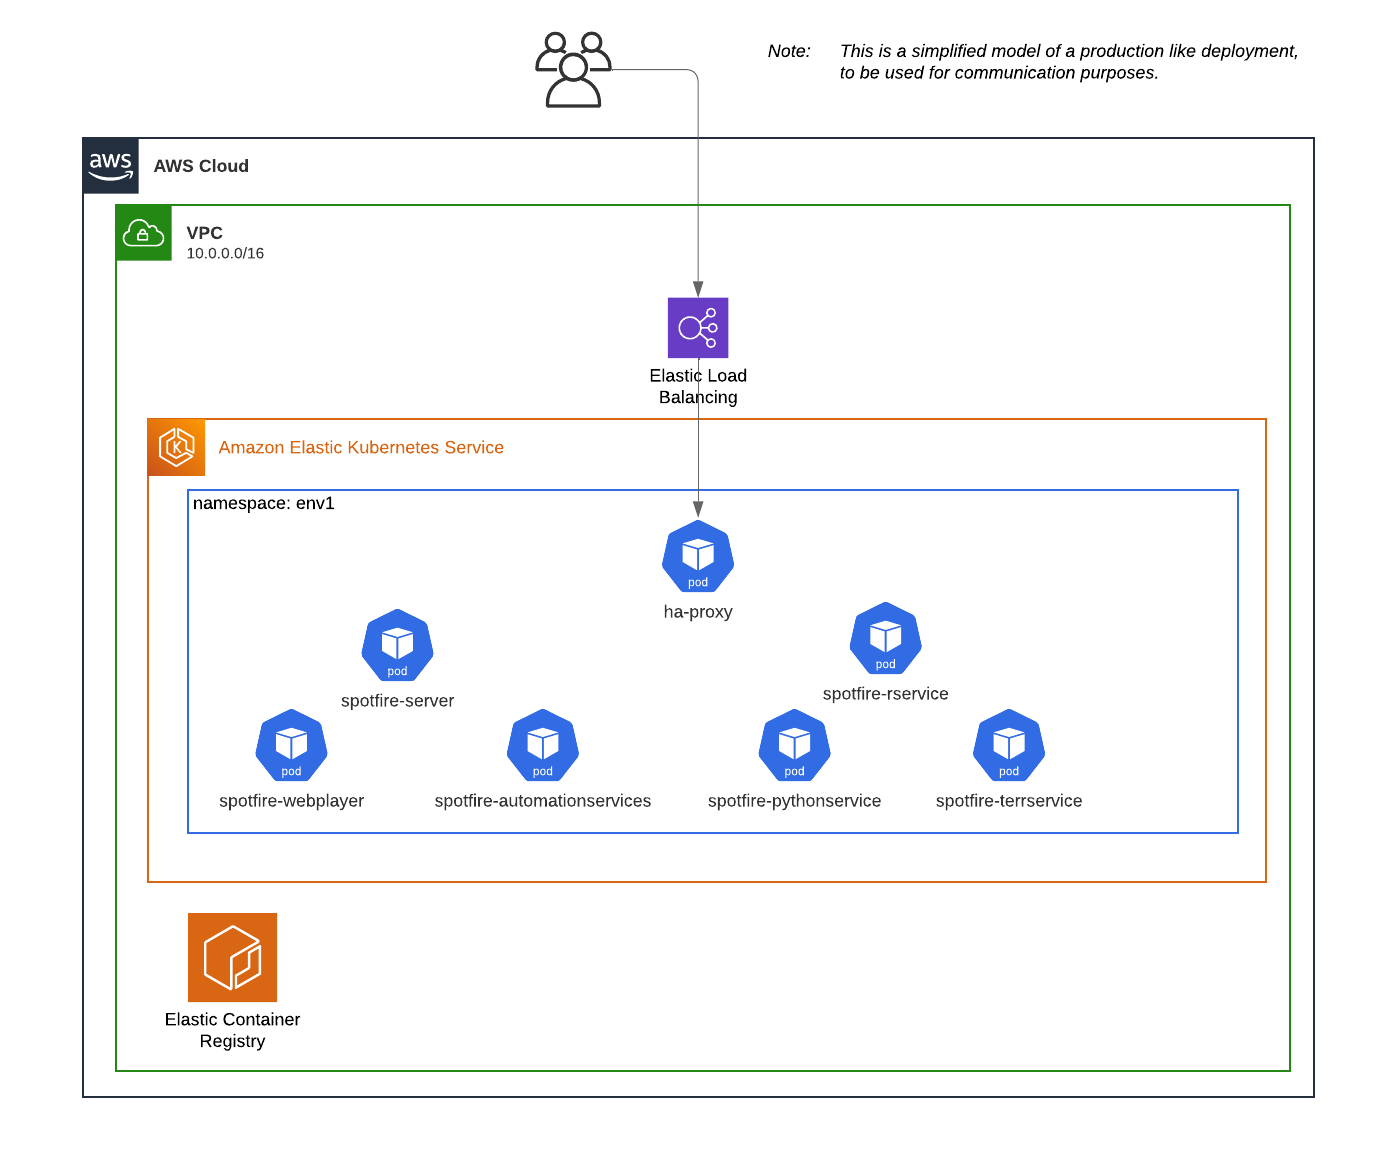 Note: This is a simplified model of a production like deployment,
to be used for communication purposes.
aws
AWS Cloud
VPC
10.0.0.0/16
Elastic Load
Balancing
Amazon Elastic Kubernetes Service
K
namespace: env1
pod
ha-proxy
pod
spotfire-server
pod
spotfire-rservice
pod
spotfire-webplayer
pod
spotfire-automationservices
pod
spotfire-pythonservice
pod
spotfire-terrservice
Elastic Container
Registry